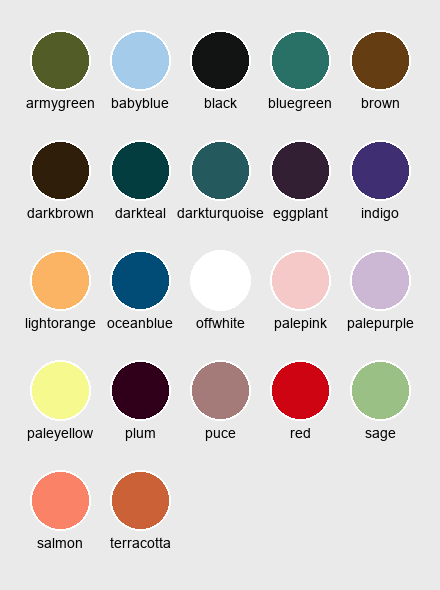 armygreen babyblue black bluegreen brown
darkbrown darkteal darkturquoise eggplant indigo
lightorange oceanblue offwhite palepink palepurple
paleyellow plum puce red sage
salmon terracotta